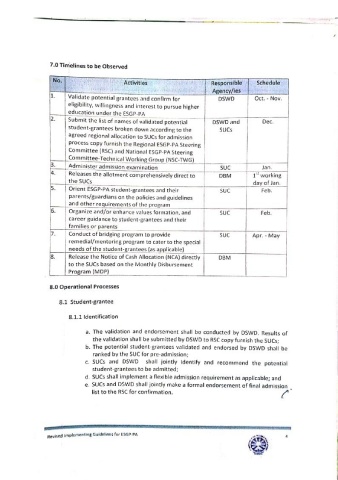 7.0 Timelines to be Observed
No. Activities Responsible Agency/ies Schedule
1. Validate potential grantees and confirm for DSWD Oct. - Nov.
eligibility, willingness and interest to pursue higher
education under the ESGP-PA
2. Submit the list of names of validated potential DSWD and Dec.
student-grantees broken down according to the SUCs
agreed regional allocation to SUCs for admission
process copy furnish the Regional ESGP-PA Steering
Committee (RSC) and National ESGP-PA Steering
Committee-Technical Working Group (NSC-TWG)
3. Administer admission examination SUC Jan.
4. Releases the allotment comprehensively direct to DBM 1st working
the SUCs day of Jan.
5. Orient ESGP-PA student-grantees and their SUC Feb.
parents/guardians on the policies and guidelines
and other requirements of the program
6. Organize and/or enhance values formation, and SUC Feb.
career guidance to student-grantees and their
families or parents
7. Conduct of bridging program to provide SUC Apr. - May
remedial/mentoring program to cater to the special
needs of the student-grantees (as applicable)
8. Release the Notice of Cash Allocation (NCA) directly DBM
to the SUCs based on the Monthly Disbursement
Program (MDP)
8.0 Operational Processes
8.1 Student-grantee
8.1.1 Identification
a. The validation and endorsement shall be conducted by DSWD. Results of
the validation shall be submitted by DSWD to RSC copy furnish the SUCs;
b. The potential student grantees validated and endorsed by DSWD shall be
ranked by the SUC for pre-admission;
c. SUCs and DSWD shall jointly identify and recommend the potential
student-grantees to be admitted;
d. SUCs shall implement a flexible admission requirement as applicable; and
e. SUCs and DSWD shall jointly make a formal endorsement of final admission
list to the RSC for confirmation.
Revised Implementing Guidelines for ESGP-PA